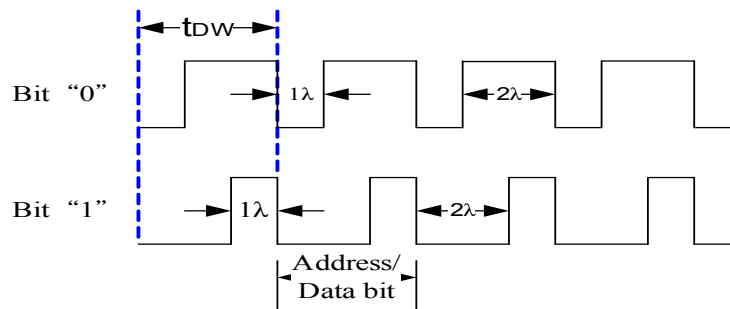 tDW
Bit “0”
1λ
2λ
Bit “1”
1λ
2λ
Address/
Data bit